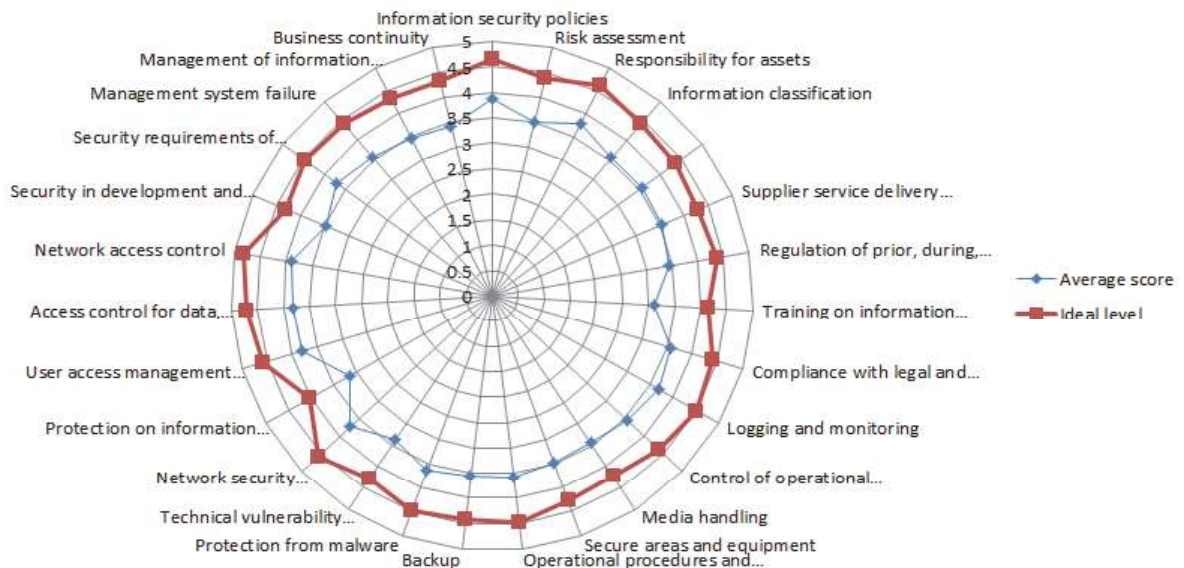 Information security policies
Business continuity
Risk assessment
Management of information ...
Responsibility for assets
Management system failure
Information classification
Security requirements of...
Security in development and ...
Supplier service delivery ...
Network access control
Regulation of prior, during,...
Access control for data,...
Training on information ...
User access management ...
Compliance with legal and ...
Protection on information ...
Logging and monitoring
Network security ...
Control of operational ...
Technical vulnerability ...
Media handling
Protection from malware
Secure areas and equipment
Backup
Operational procedures and...
5
4.5
4
3.5
3
2.5
2
1.5
1
0.5
0
Average score
Ideal level